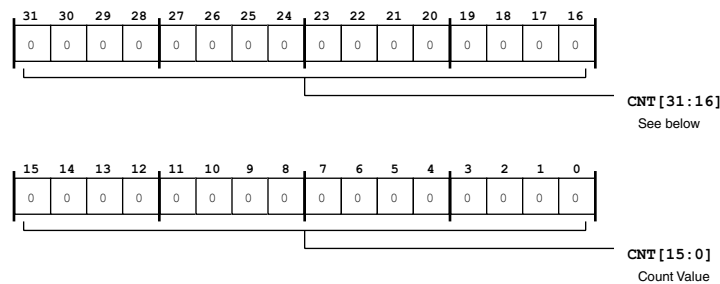 31 30 29 28 27 26 25 24 23 22 21 20 19 18 17 16
0 0 0 0 0 0 0 0 0 0 0 0 0 0 0 0
CNT[31:16]
See below
15 14 13 12 11 10 9 8 7 6 5 4 3 2 1 0
0 0 0 0 0 0 0 0 0 0 0 0 0 0 0 0
CNT[15:0]
Count Value